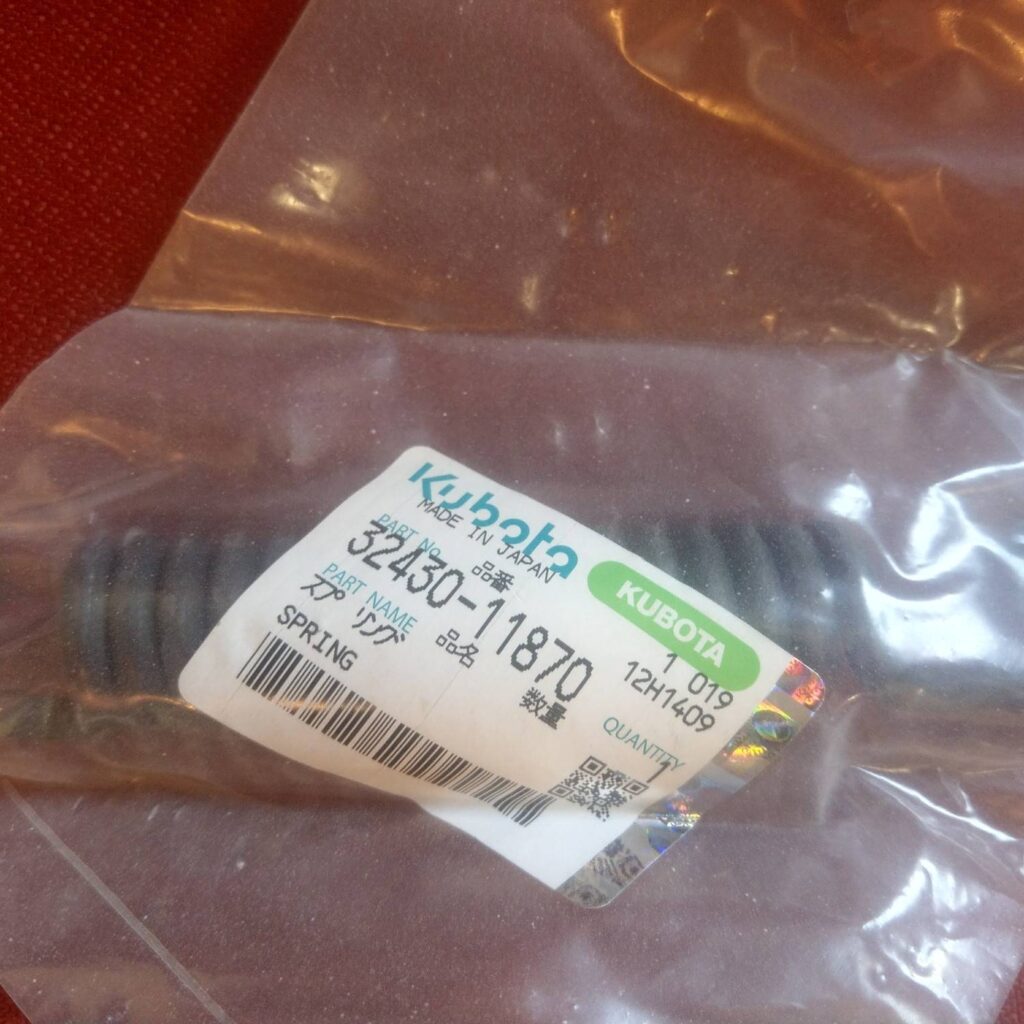 Kubota
MADE IN JAPAN
KUBOTA
PART No. 品番
32430-11870
1 019
12H1409
PART NAME 品名
スプリング
SPRING
数量
QUANTITY
1